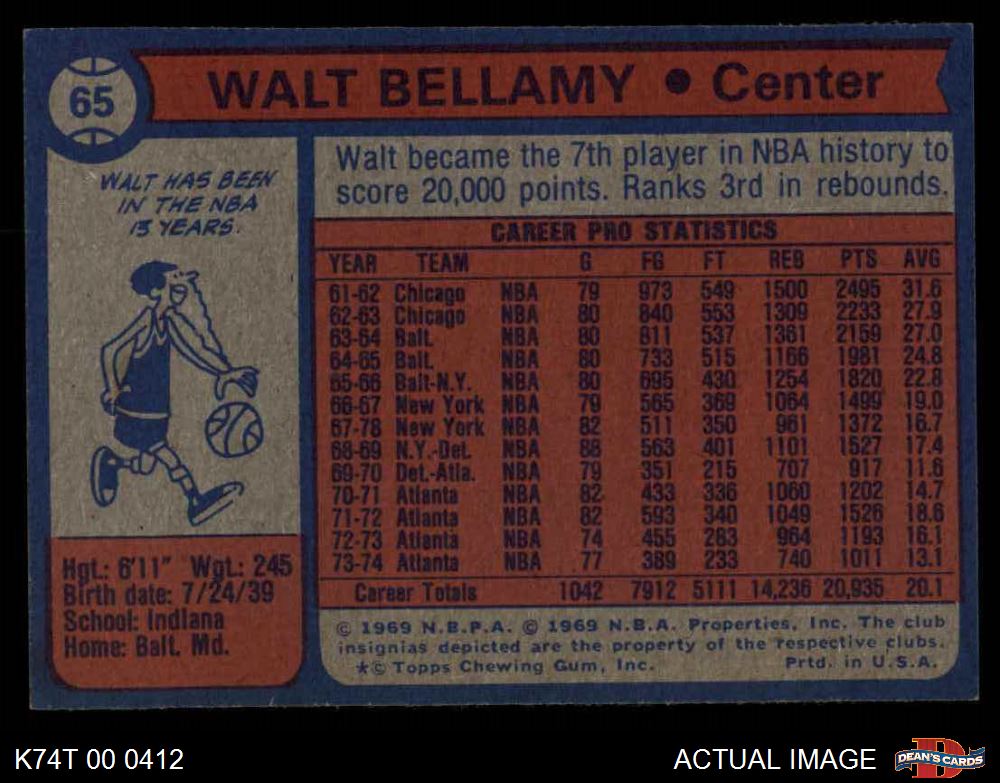 65
WALT BELLAMY • Center
WALT HAS BEEN
IN THE NBA
13 YEARS.
Walt became the 7th player in NBA history to
score 20,000 points. Ranks 3rd in rebounds.
CAREER PRO STATISTICS
YEAR TEAM G FG FT REB PTS AVG
61-62 Chicago NBA 79 973 549 1500 2495 31.6
62-63 Chicago NBA 80 840 553 1309 2233 27.9
63-64 Balt. NBA 80 811 537 1361 2159 27.0
64-65 Balt. NBA 80 733 515 1166 1981 24.8
65-66 Balt-N.Y. NBA 80 695 430 1254 1820 22.8
66-67 New York NBA 79 565 369 1064 1499 19.0
67-78 New York NBA 82 511 350 961 1372 16.7
68-69 N.Y.-Det. NBA 88 563 401 1101 1527 17.4
69-70 Det.-Atla. NBA 79 351 215 707 917 11.6
70-71 Atlanta NBA 82 433 336 1060 1202 14.7
71-72 Atlanta NBA 82 593 340 1049 1526 18.6
72-73 Atlanta NBA 74 455 283 964 1193 16.1
73-74 Atlanta NBA 77 389 233 740 1011 13.1
Career Totals 1042 7912 5111 14,236 20,935 20.1
Hgt.: 6'11" Wgt.: 245
Birth date: 7/24/39
School: Indiana
Home: Balt. Md.
© 1969 N.B.P.A. © 1969 N.B.A. Properties, Inc. The club
insignias depicted are the property of the respective clubs.
*© Topps Chewing Gum, Inc. Prtd. in U.S.A.
K74T 00 0412
ACTUAL IMAGE
D
DEAN'S CARDS